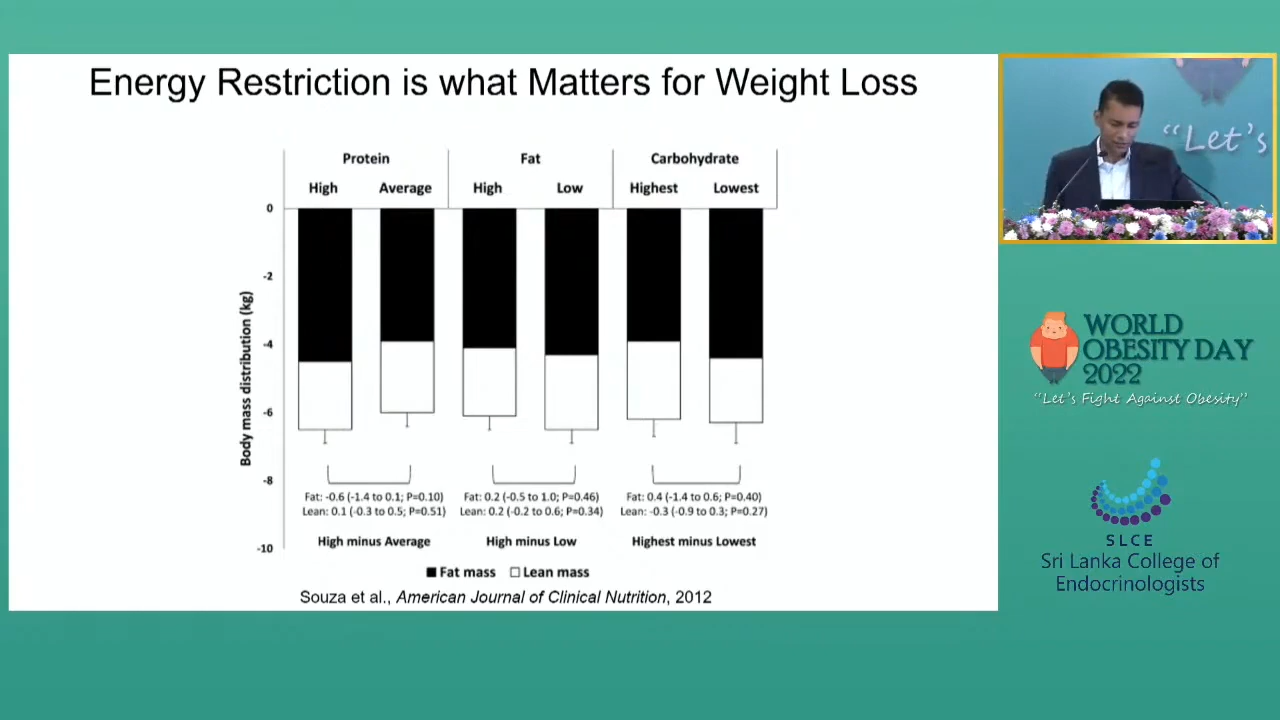 Energy Restriction is what Matters for Weight Loss
Protein Fat Carbohydrate
High Average High Low Highest Lowest
0
-2
-4
-6
-8
-10
Body mass distribution (kg)
Fat: -0.6 (-1.4 to 0.1; P=0.10) Fat: 0.2 (-0.5 to 1.0; P=0.46) Fat: 0.4 (-1.4 to 0.6; P=0.40)
Lean: 0.1 (-0.3 to 0.5; P=0.51) Lean: 0.2 (-0.2 to 0.6; P=0.34) Lean: -0.3 (-0.9 to 0.3; P=0.27)
High minus Average High minus Low Highest minus Lowest
Fat mass Lean mass
Souza et al., American Journal of Clinical Nutrition, 2012
“Let's
WORLD
OBESITY DAY
2022
“Let's Fight Against Obesity”
SLCE
Sri Lanka College of
Endocrinologists